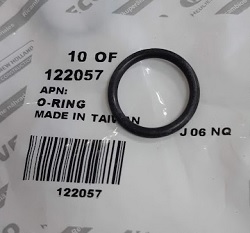 10 OF
122057
APN:
O-RING
MADE IN TAIWAN
J 06 NQ
122057